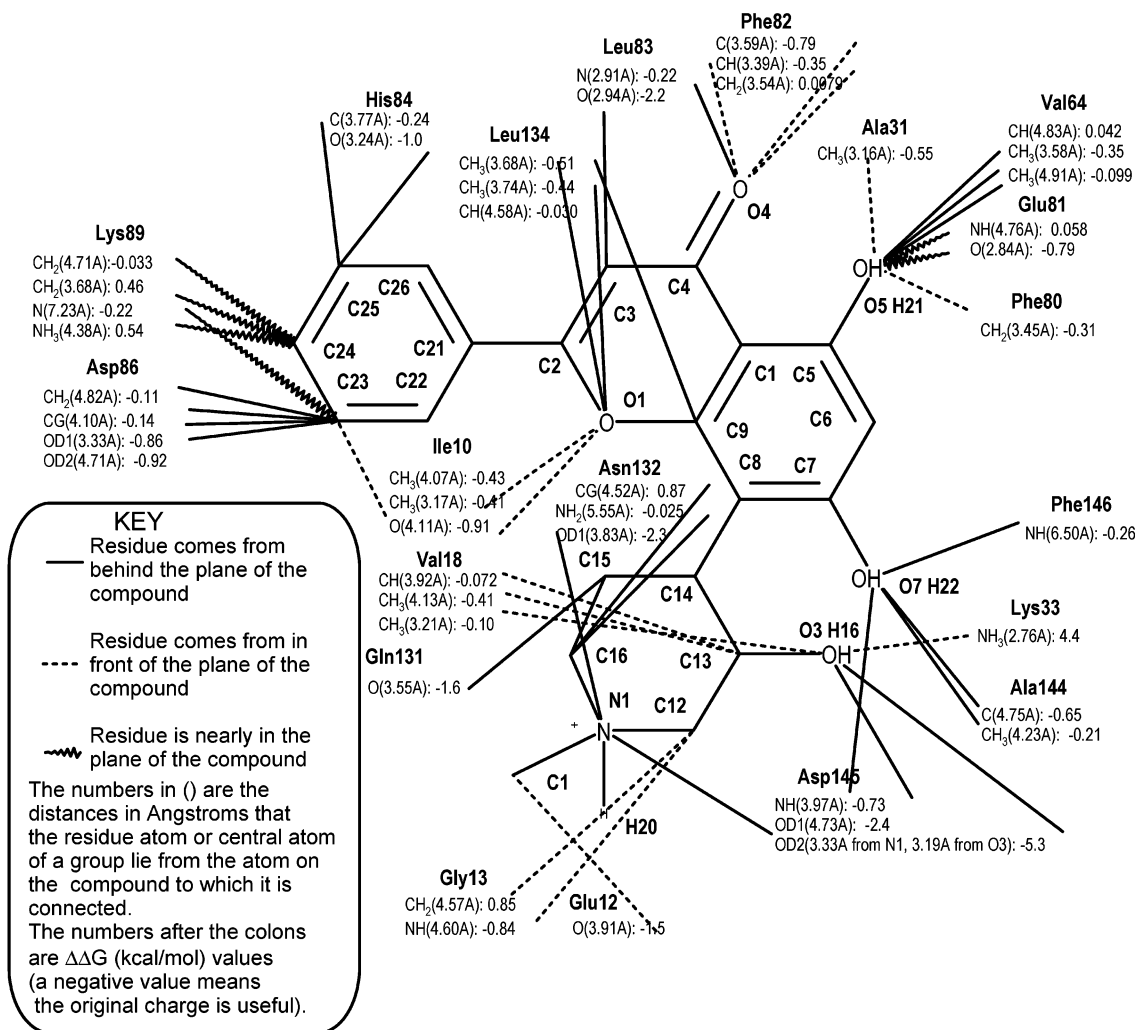 Phe82
C(3.59A): -0.79
CH(3.39A): -0.35
CH2(3.54A): 0.0079
Leu83
N(2.91A): -0.22
O(2.94A):-2.2
His84
C(3.77A): -0.24
O(3.24A): -1.0
Leu134
CH3(3.68A): -0.51
CH3(3.74A): -0.44
CH(4.58A): -0.030
Ala31
CH3(3.16A): -0.55
Val64
CH(4.83A): 0.042
CH3(3.58A): -0.35
CH3(4.91A): -0.099
Glu81
NH(4.76A): 0.058
O(2.84A): -0.79
Phe80
CH2(3.45A): -0.31
Lys89
CH2(4.71A):-0.033
CH2(3.68A): 0.46
N(7.23A): -0.22
NH3(4.38A): 0.54
Asp86
CH2(4.82A): -0.11
CG(4.10A): -0.14
OD1(3.33A): -0.86
OD2(4.71A): -0.92
O
O4
OH
O5 H21
C26
C25
C24
C23
C21
C22
C2
C3
C4
O
O1
C1
C5
C6
C9
C8
C7
Ile10
CH3(4.07A): -0.43
CH3(3.17A): -0.41
O(4.11A): -0.91
Asn132
CG(4.52A): 0.87
NH2(5.55A): -0.025
OD1(3.83A): -2.3
Phe146
NH(6.50A): -0.26
Val18
CH(3.92A): -0.072
CH3(4.13A): -0.41
CH3(3.21A): -0.10
C15
C14
OH
O7 H22
O3 H16
OH
Lys33
NH3(2.76A): 4.4
Gln131
O(3.55A): -1.6
C16
C13
N1
C12
+
N
C1
H
H20
Ala144
C(4.75A): -0.65
CH3(4.23A): -0.21
Asp145
NH(3.97A): -0.73
OD1(4.73A): -2.4
OD2(3.33A from N1, 3.19A from O3): -5.3
Gly13
CH2(4.57A): 0.85
NH(4.60A): -0.84
Glu12
O(3.91A): -1.5
KEY
Residue comes from
behind the plane of the
compound
Residue comes from in
front of the plane of the
compound
Residue is nearly in the
plane of the compound
The numbers in () are the
distances in Angstroms that
the residue atom or central atom
of a group lie from the atom on
the compound to which it is
connected.
The numbers after the colons
are ΔΔG (kcal/mol) values
(a negative value means
the original charge is useful).